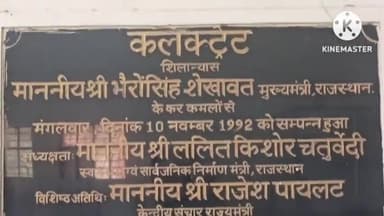 कलक्ट्रेट
शिलान्यास
माननीय श्री भैरोंसिंह शेखावत मुख्यमंत्री, राजस्थान
के कर कमलों से
मंगलवार दिनांक 10 नवम्बर 1992 को सम्पन्न हुआ
अध्यक्षता: माननीय श्री ललित किशोर चतुर्वेदी
सार्वजनिक निर्माण मंत्री, राजस्थान
विशिष्ठ अतिथि: माननीय श्री राजेश पायलट
केन्द्रीय संचार राज्यमंत्री
KINEMASTER